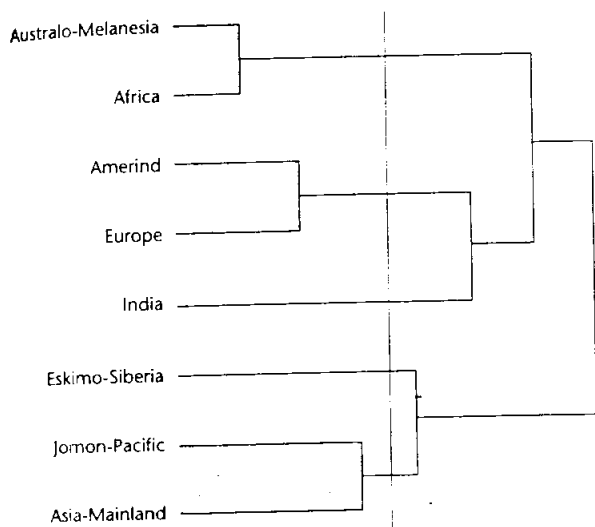 Australo-Melanesia
Africa
Amerind
Europe
India
Eskimo-Siberia
Jomon-Pacific
Asia-Mainland